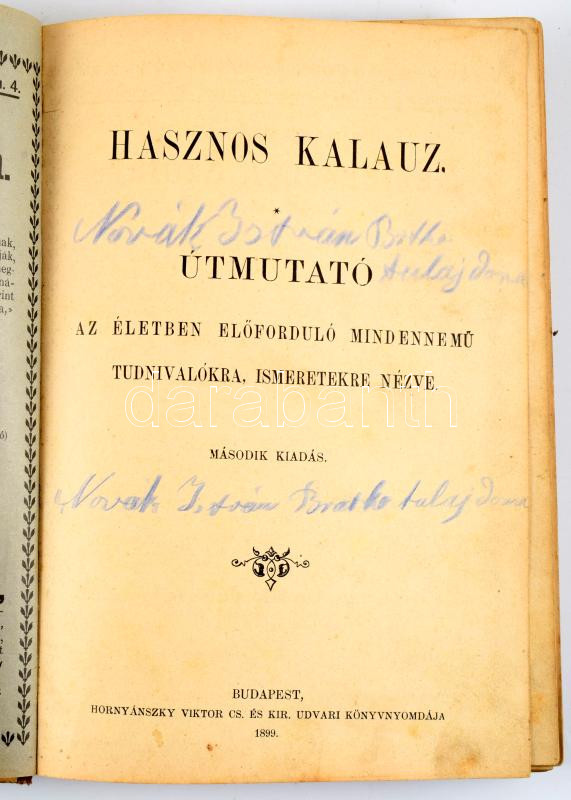 HASZNOS KALAUZ.
*
Novák István
tulajdona
ÚTMUTATÓ
AZ ÉLETBEN ELŐFORDULÓ MINDENNEMŰ
TUDNIVALÓKRA, ISMERETEKRE NÉZVE.
darabanth
MÁSODIK KIADÁS.
Novák István Bratko tulajdona
BUDAPEST,
HORNYÁNSZKY VIKTOR CS. ÉS KIR. UDVARI KÖNYVNYOMDÁJA
1899.